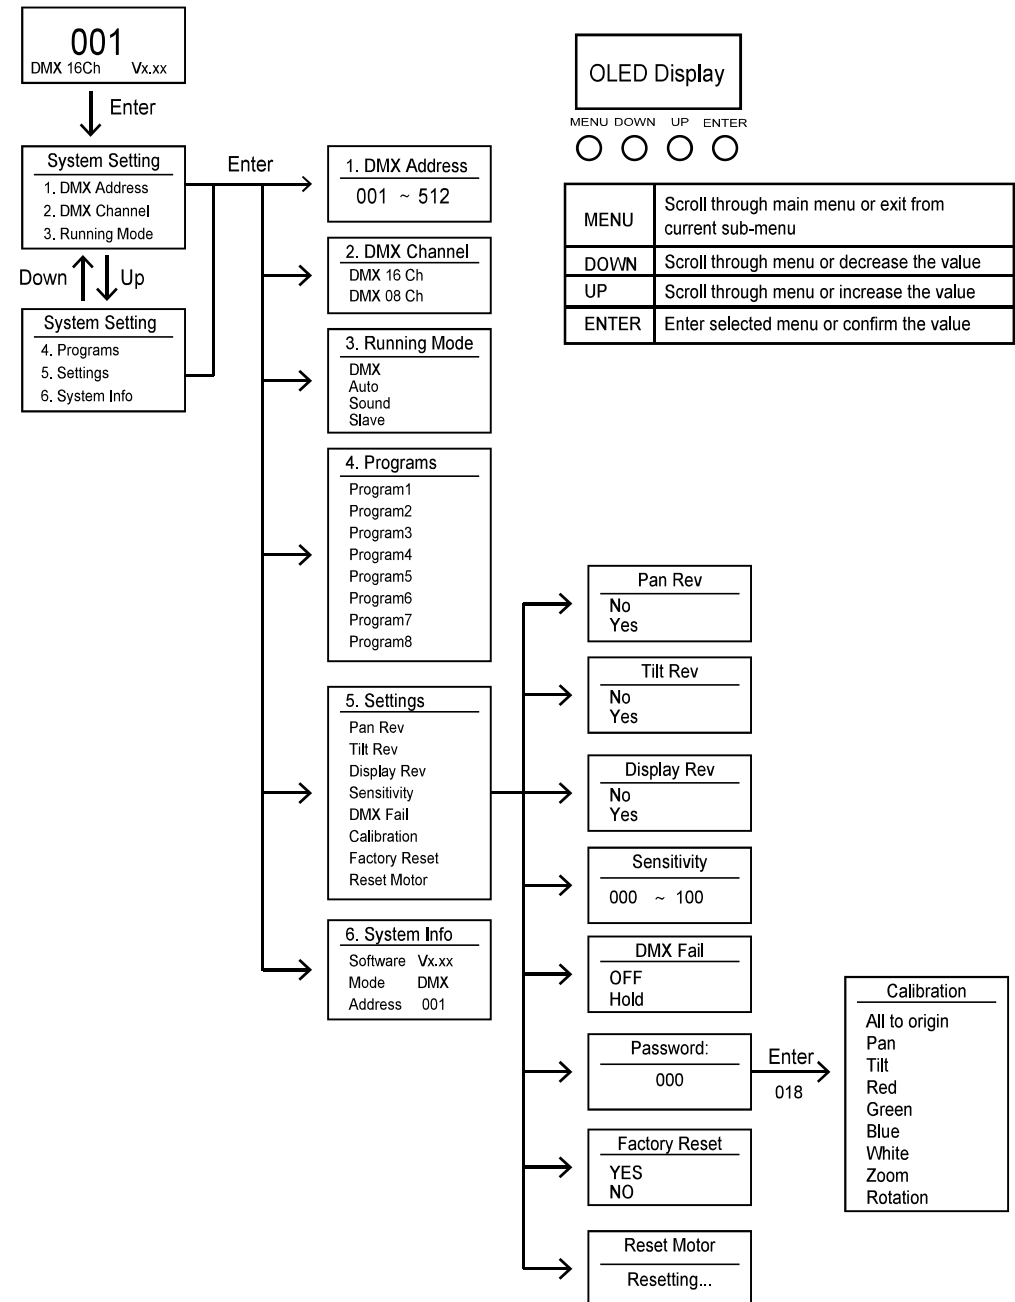 001
DMX 16Ch Vx.xx
Enter
System Setting
1. DMX Address
2. DMX Channel
3. Running Mode
Down
Up
System Setting
4. Programs
5. Settings
6. System Info
Enter
1. DMX Address
001 ~ 512
2. DMX Channel
DMX 16 Ch
DMX 08 Ch
3. Running Mode
DMX
Auto
Sound
Slave
4. Programs
Program1
Program2
Program3
Program4
Program5
Program6
Program7
Program8
5. Settings
Pan Rev
Tilt Rev
Display Rev
Sensitivity
DMX Fail
Calibration
Factory Reset
Reset Motor
6. System Info
Software Vx.xx
Mode DMX
Address 001
OLED Display
MENU DOWN UP ENTER
MENU Scroll through main menu or exit from
current sub-menu
DOWN Scroll through menu or decrease the value
UP Scroll through menu or increase the value
ENTER Enter selected menu or confirm the value
Pan Rev
No
Yes
Tilt Rev
No
Yes
Display Rev
No
Yes
Sensitivity
000 ~ 100
DMX Fail
OFF
Hold
Password:
000
Enter
018
Calibration
All to origin
Pan
Tilt
Red
Green
Blue
White
Zoom
Rotation
Factory Reset
YES
NO
Reset Motor
Resetting...